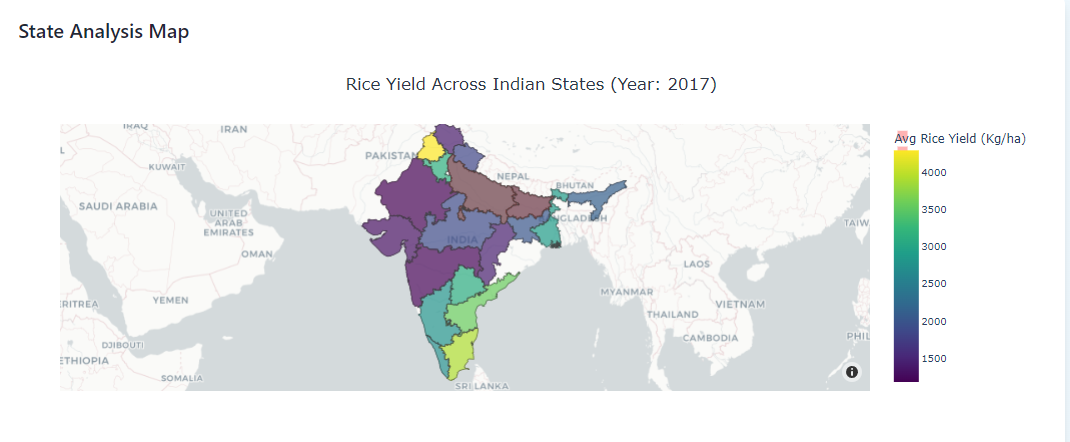 State Analysis Map
Rice Yield Across Indian States (Year: 2017)
IRAQ
IRAN
PAKISTAN
KUWAIT
NEPAL
BHUTAN
SAUDI ARABIA
UNITED
ARAB
EMIRATES
BANGLADESH
TAIW
INDIA
OMAN
LAOS
MYANMAR
ERITREA
YEMEN
VIETNAM
THAILAND
CAMBODIA
PHIL
DJIBOUTI
ETHIOPIA
SOMALIA
SRI LANKA
Avg Rice Yield (Kg/ha)
4000
3500
3000
2500
2000
1500